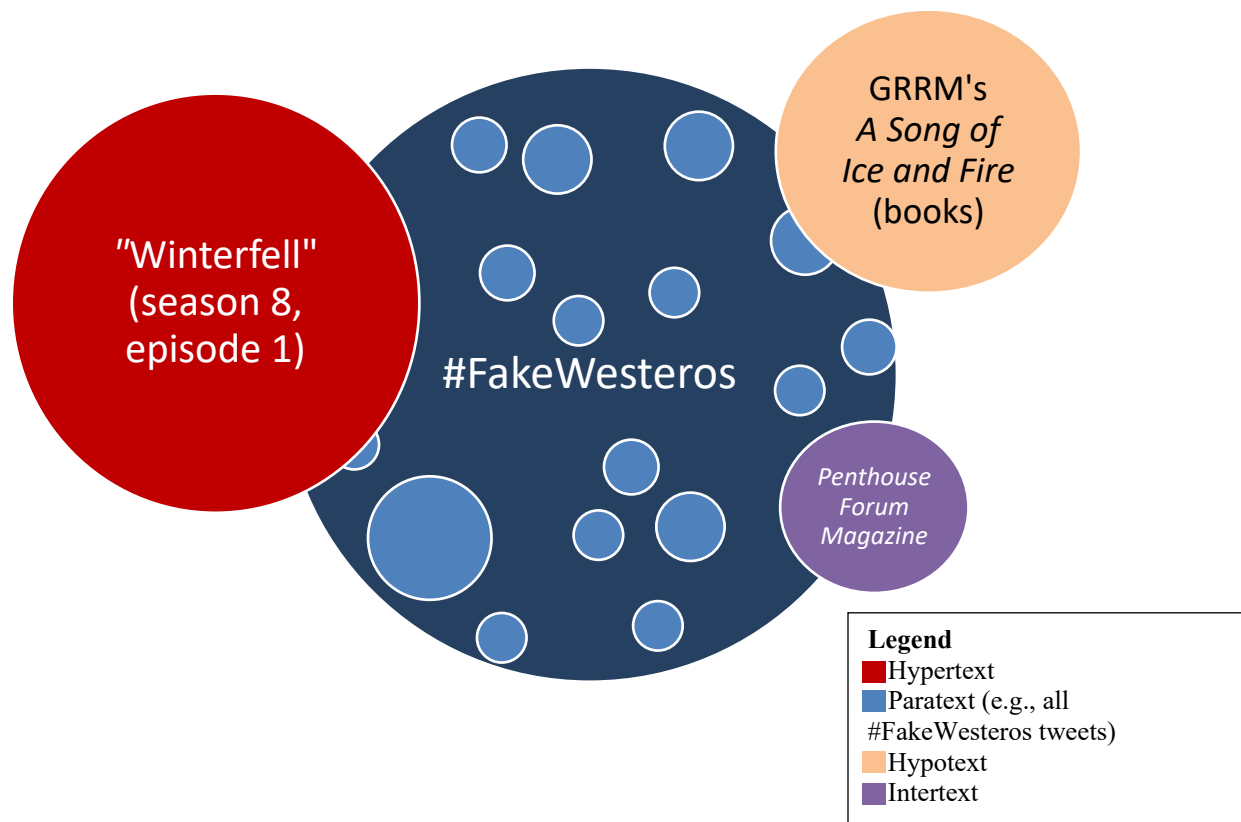 GRRM's
A Song of
Ice and Fire
(books)
"Winterfell"
(season 8,
episode 1)
#FakeWesteros
Penthouse
Forum
Magazine
Legend
Hypertext
Paratext (e.g., all
#FakeWesteros tweets)
Hypotext
Intertext